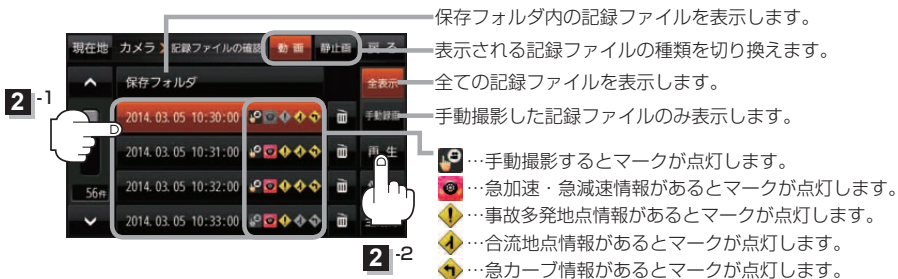 保存フォルダ内の記録ファイルを表示します。
現在地 カメラ 記録ファイルの確認 動画 静止画 戻る
表示される記録ファイルの種類を切り換えます。
保存フォルダ
全表示
全ての記録ファイルを表示します。
2 -1
2014. 03. 05 10:30:00
手動録画
手動撮影した記録ファイルのみ表示します。
2014. 03. 05 10:31:00
再生
…手動撮影するとマークが点灯します。
56件
2014. 03. 05 10:32:00
…急加速・急減速情報があるとマークが点灯します。
2014. 03. 05 10:33:00
…事故多発地点情報があるとマークが点灯します。
2 -2
…合流地点情報があるとマークが点灯します。
…急カーブ情報があるとマークが点灯します。